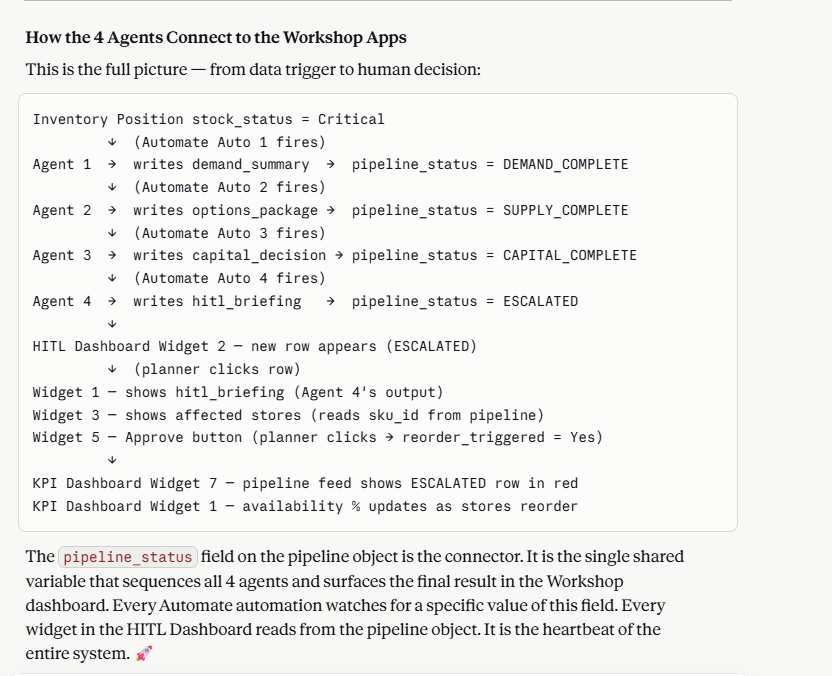 How the 4 Agents Connect to the Workshop Apps
This is the full picture — from data trigger to human decision:
Inventory Position stock_status = Critical
↓ (Automate Auto 1 fires)
Agent 1 → writes demand_summary → pipeline_status = DEMAND_COMPLETE
↓ (Automate Auto 2 fires)
Agent 2 → writes options_package → pipeline_status = SUPPLY_COMPLETE
↓ (Automate Auto 3 fires)
Agent 3 → writes capital_decision → pipeline_status = CAPITAL_COMPLETE
↓ (Automate Auto 4 fires)
Agent 4 → writes hitl_briefing → pipeline_status = ESCALATED
↓
HITL Dashboard Widget 2 — new row appears (ESCALATED)
↓ (planner clicks row)
Widget 1 — shows hitl_briefing (Agent 4's output)
Widget 3 — shows affected stores (reads sku_id from pipeline)
Widget 5 — Approve button (planner clicks → reorder_triggered = Yes)
↓
KPI Dashboard Widget 7 — pipeline feed shows ESCALATED row in red
KPI Dashboard Widget 1 — availability % updates as stores reorder
The pipeline_status field on the pipeline object is the connector. It is the single shared
variable that sequences all 4 agents and surfaces the final result in the Workshop
dashboard. Every Automate automation watches for a specific value of this field. Every
widget in the HITL Dashboard reads from the pipeline object. It is the heartbeat of the
entire system. 🚀